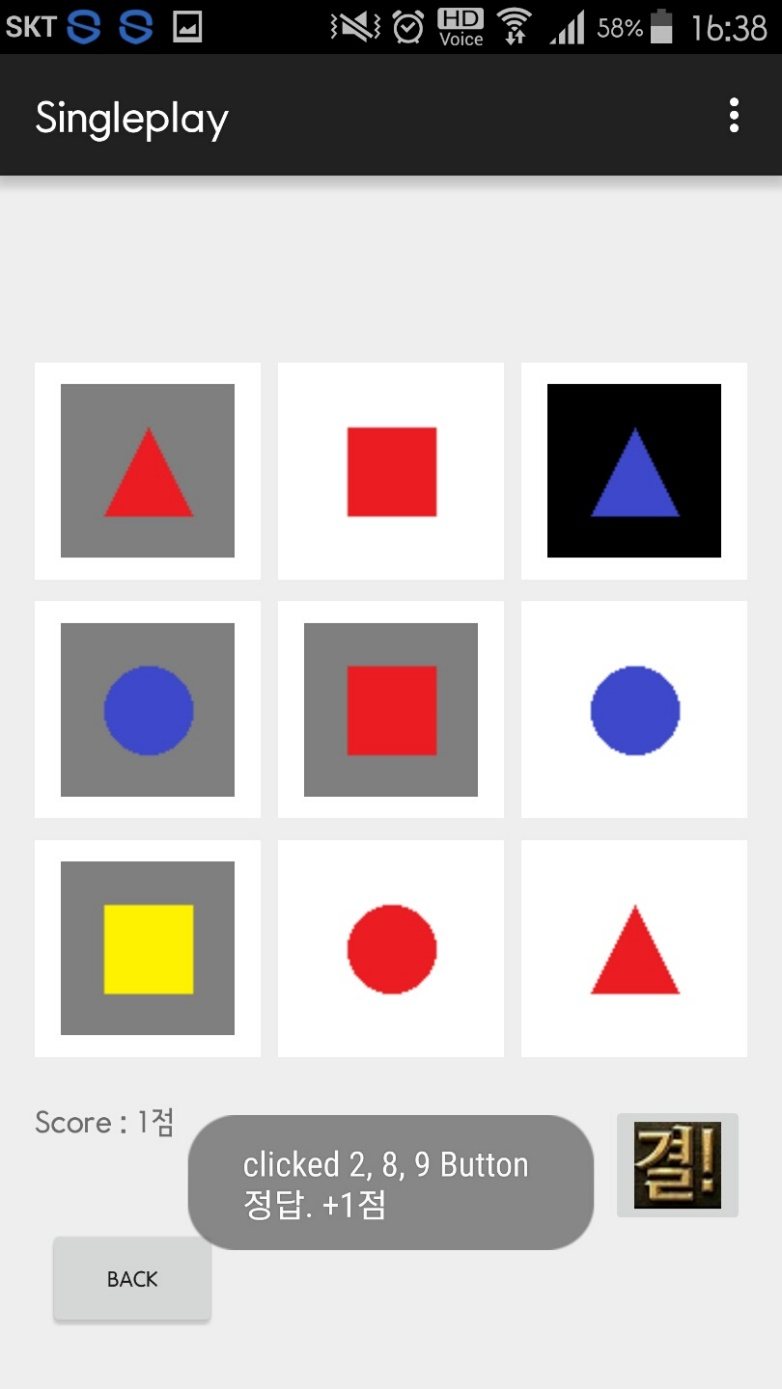 SKT HD Voice 58% 16:38
Singleplay
Score : 1점
clicked 2, 8, 9 Button
정답. +1점
결!
BACK